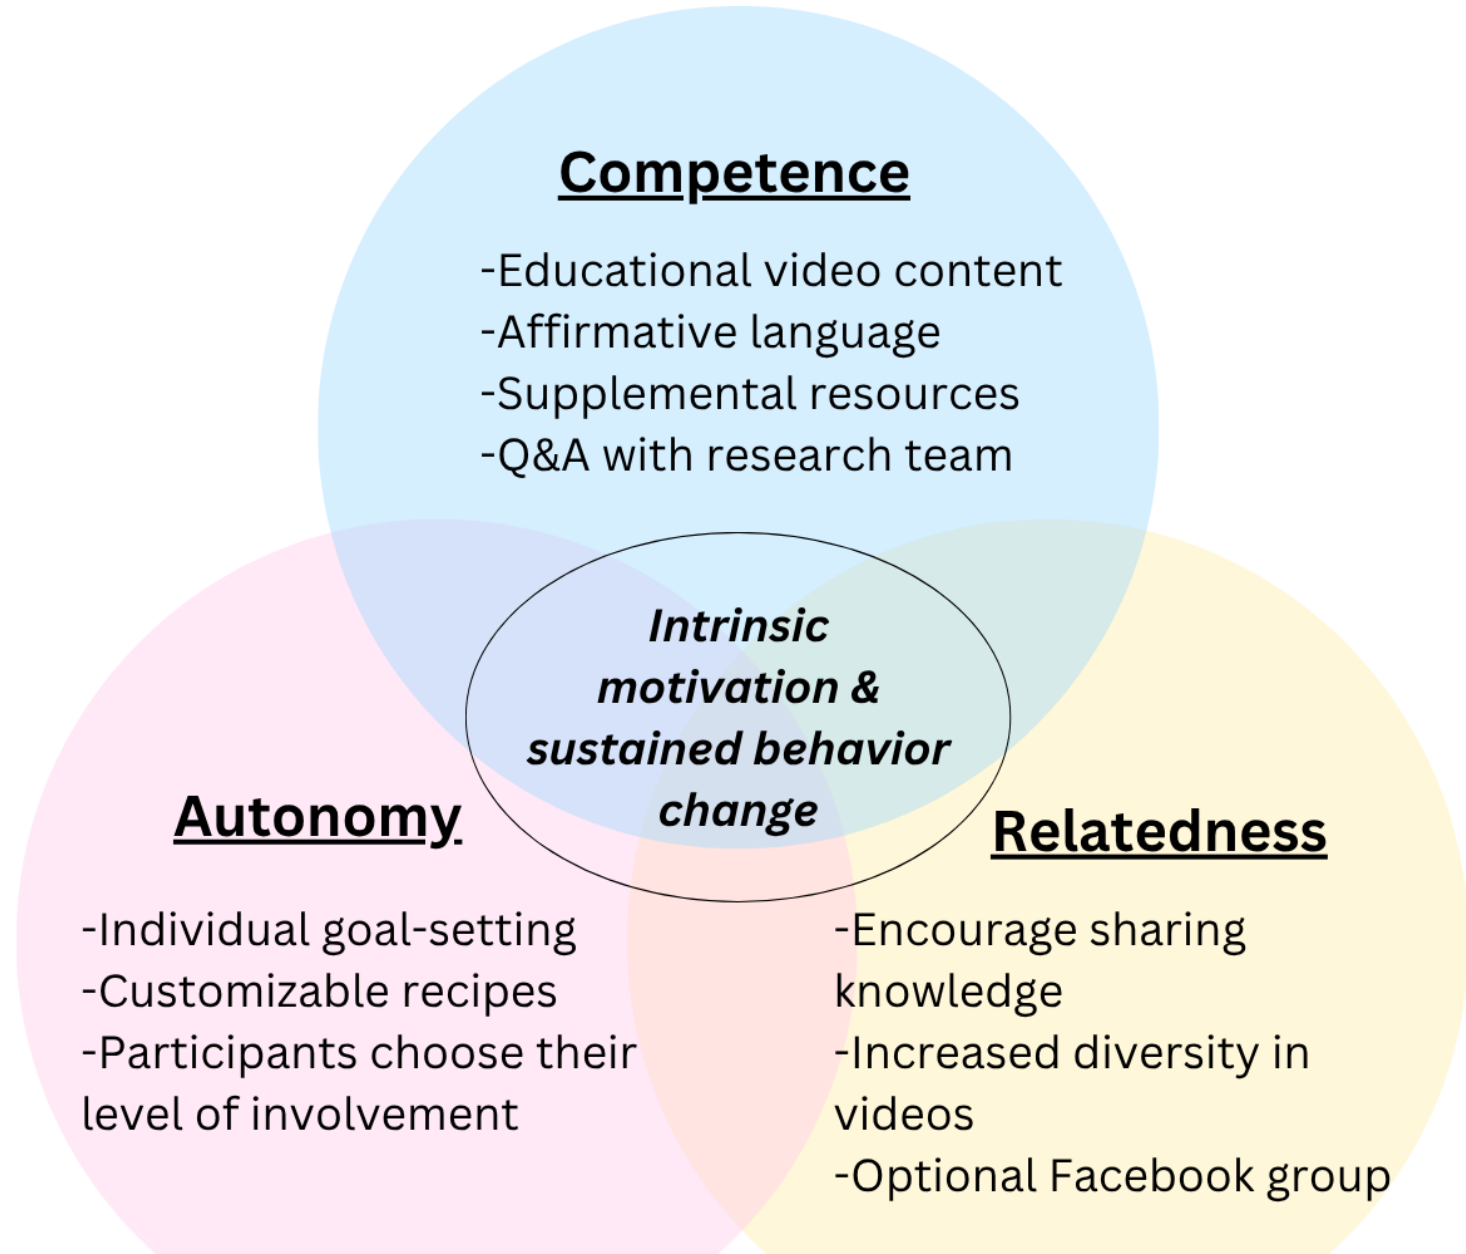 Competence
-Educational video content
-Affirmative language
-Supplemental resources
-Q&A with research team
Intrinsic
motivation &
sustained behavior
change
Autonomy
-Individual goal-setting
-Customizable recipes
-Participants choose their
level of involvement
Relatedness
-Encourage sharing
knowledge
-Increased diversity in
videos
-Optional Facebook group